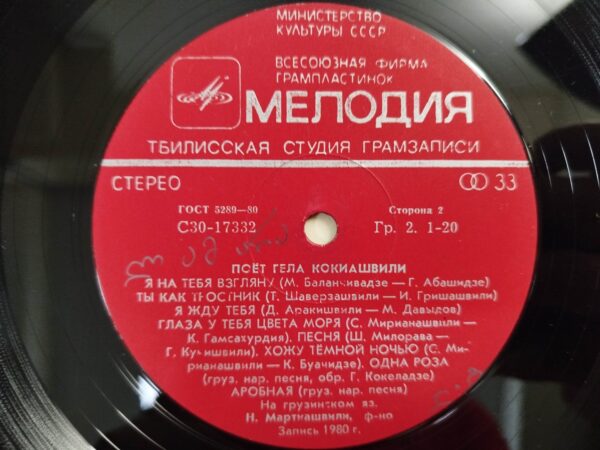 МИНИСТЕРСТВО
КУЛЬТУРЫ СССР
ВСЕСОЮЗНАЯ ФИРМА
ГРАМПЛАСТИНОК
МЕЛОДИЯ
ТБИЛИССКАЯ СТУДИЯ ГРАМЗАПИСИ
СТЕРЕО 33
ГОСТ 5289—80 Сторона 2
С30-17332 Гр. 2. 1-20
ПОЁТ ГЕЛА КОКИАШВИЛИ
Я НА ТЕБЯ ВЗГЛЯНУ (М. Баланчивадзе — Г. Абашидзе)
ТЫ КАК ТРОСТНИК (Т. Шаверзашвили — И. Гришашвили)
Я ЖДУ ТЕБЯ (Д. Аракишвили — М. Давыдов)
ГЛАЗА У ТЕБЯ ЦВЕТА МОРЯ (С. Мирианашвили —
К. Гамсахурдия). ПЕСНЯ (Ш. Милорава —
Г. Кучишвили). ХОЖУ ТЁМНОЙ НОЧЬЮ (С. Ми-
рианашвили — К. Буачидзе). ОДНА РОЗА
(груз. нар. песня, обр. Г. Кокеладзе)
АРОБНАЯ (груз. нар. песня)
На грузинском яз.
Н. Мартиашвили, ф-но
Запись 1980 г.